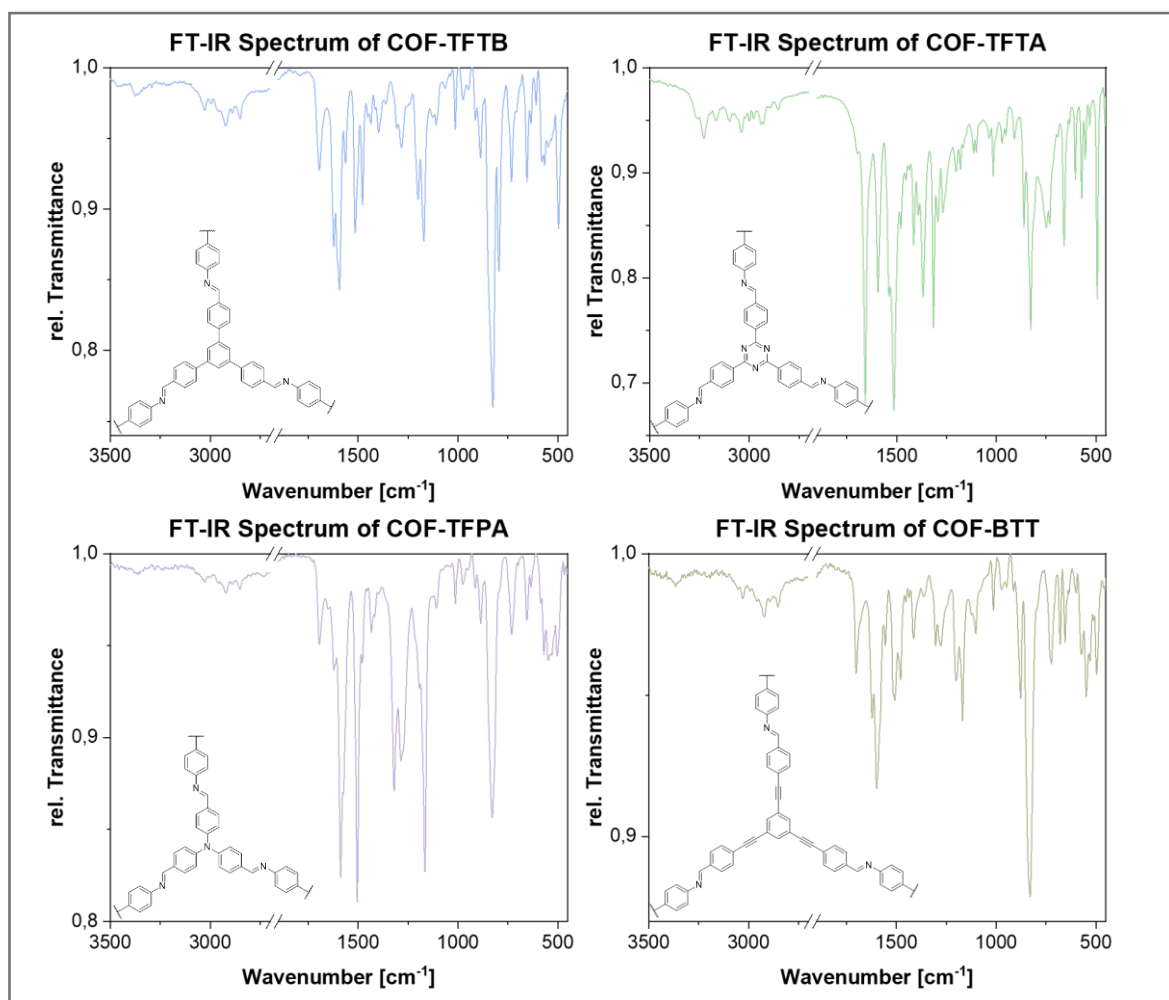 FT-IR Spectrum of COF-TFTB
1,0
0,9
0,8
rel. Transmittance
N
N
N
3500 3000 1500 1000 500
Wavenumber [cm⁻¹]
FT-IR Spectrum of COF-TFTA
1,0
0,9
0,8
0,7
rel Transmittance
N
N N
N
N
N
3500 3000 1500 1000 500
Wavenumber [cm⁻¹]
FT-IR Spectrum of COF-TFPA
1,0
0,9
0,8
rel. Transmittance
N
N
N
N
3500 3000 1500 1000 500
Wavenumber [cm⁻¹]
FT-IR Spectrum of COF-BTT
1,0
0,9
rel. Transmittance
N
N
N
3500 3000 1500 1000 500
Wavenumber [cm⁻¹]